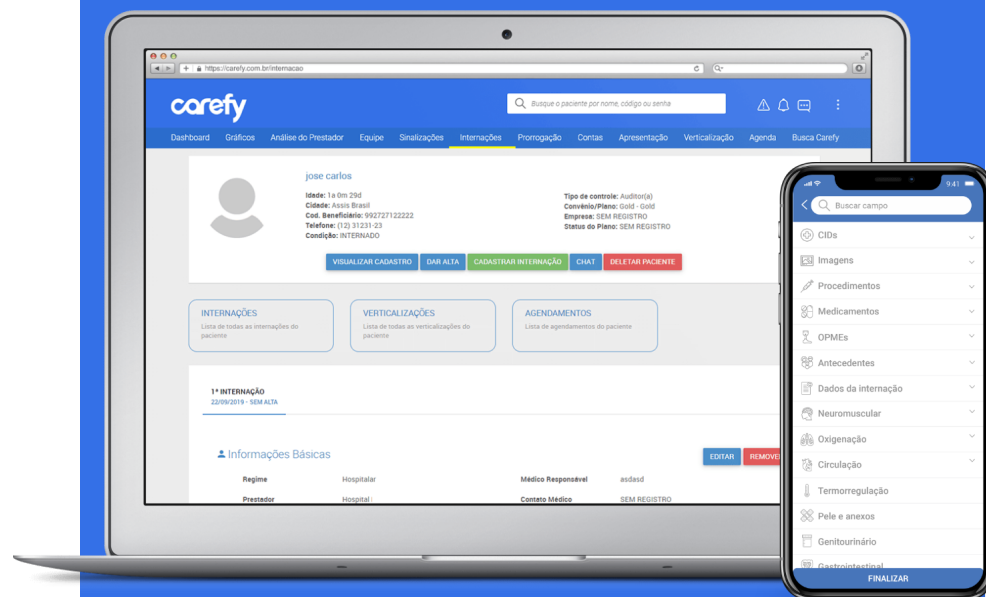 https://carefy.com.br/internacao
carefy
Busque o paciente por nome, código ou senha
Dashboard Gráficos Análise do Prestador Equipe Sinalizações Internações Prorrogação Contas Apresentação Verticalização Agenda Busca Carefy
jose carlos
Idade: 1a 0m 29d
Cidade: Assis Brasil
Cod. Beneficiário: 992727122222
Telefone: (12) 31231-23
Condição: INTERNADO
Tipo de controle: Auditor(a)
Convênio/Plano: Gold - Gold
Empresa: SEM REGISTRO
Status do Plano: SEM REGISTRO
VISUALIZAR CADASTRO DAR ALTA CADASTRAR INTERNAÇÃO CHAT DELETAR PACIENTE
INTERNAÇÕES
Lista de todas as internações do
paciente
VERTICALIZAÇÕES
Lista de todas as verticalizações do
paciente
AGENDAMENTOS
Lista de agendamentos do paciente
1ª INTERNAÇÃO
22/09/2019 - SEM ALTA
Informações Básicas
EDITAR REMOVE
Regime Hospitalar Médico Responsável asdasd
Prestador Hospital Contato Médico SEM REGISTRO
9:41
Buscar campo
CIDs
Imagens
Procedimentos
Medicamentos
OPMEs
Antecedentes
Dados da internação
Neuromuscular
Oxigenação
Circulação
Termorregulação
Pele e anexos
Genitourinário
Gastrointestinal
FINALIZAR